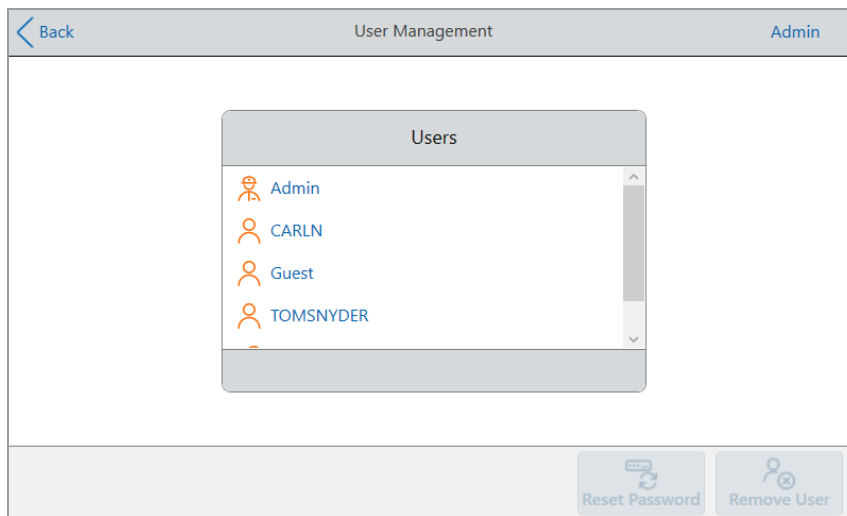 Back
User Management
Admin
Users
Admin
CARLN
Guest
TOMSNYDER
Reset Password
Remove User